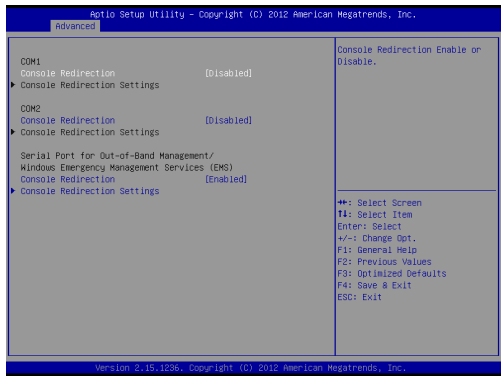 Aptio Setup Utility – Copyright (C) 2012 American Megatrends, Inc.
Advanced
COM1
Console Redirection [Disabled]
Console Redirection Settings
COM2
Console Redirection [Disabled]
Console Redirection Settings
Serial Port for Out-of-Band Management/
Windows Emergency Management Services (EMS)
Console Redirection [Enabled]
Console Redirection Settings
Console Redirection Enable or
Disable.
→←: Select Screen
↑↓: Select Item
Enter: Select
+/-: Change Opt.
F1: General Help
F2: Previous Values
F3: Optimized Defaults
F4: Save & Exit
ESC: Exit
Version 2.15.1236. Copyright (C) 2012 American Megatrends, Inc.